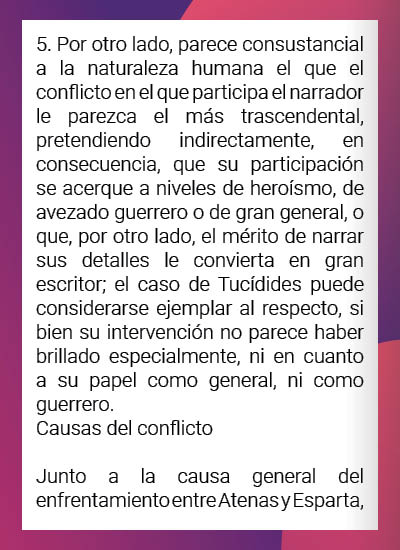 5. Por otro lado, parece consustancial
a la naturaleza humana el que el
conflicto en el que participa el narrador
le parezca el más trascendental,
pretendiendo indirectamente, en
consecuencia, que su participación
se acerque a niveles de heroísmo, de
avezado guerrero o de gran general, o
que, por otro lado, el mérito de narrar
sus detalles le convierta en gran
escritor; el caso de Tucídides puede
considerarse ejemplar al respecto, si
bien su intervención no parece haber
brillado especialmente, ni en cuanto
a su papel como general, ni como
guerrero.
Causas del conflicto
Junto a la causa general del
enfrentamiento entre Atenas y Esparta,